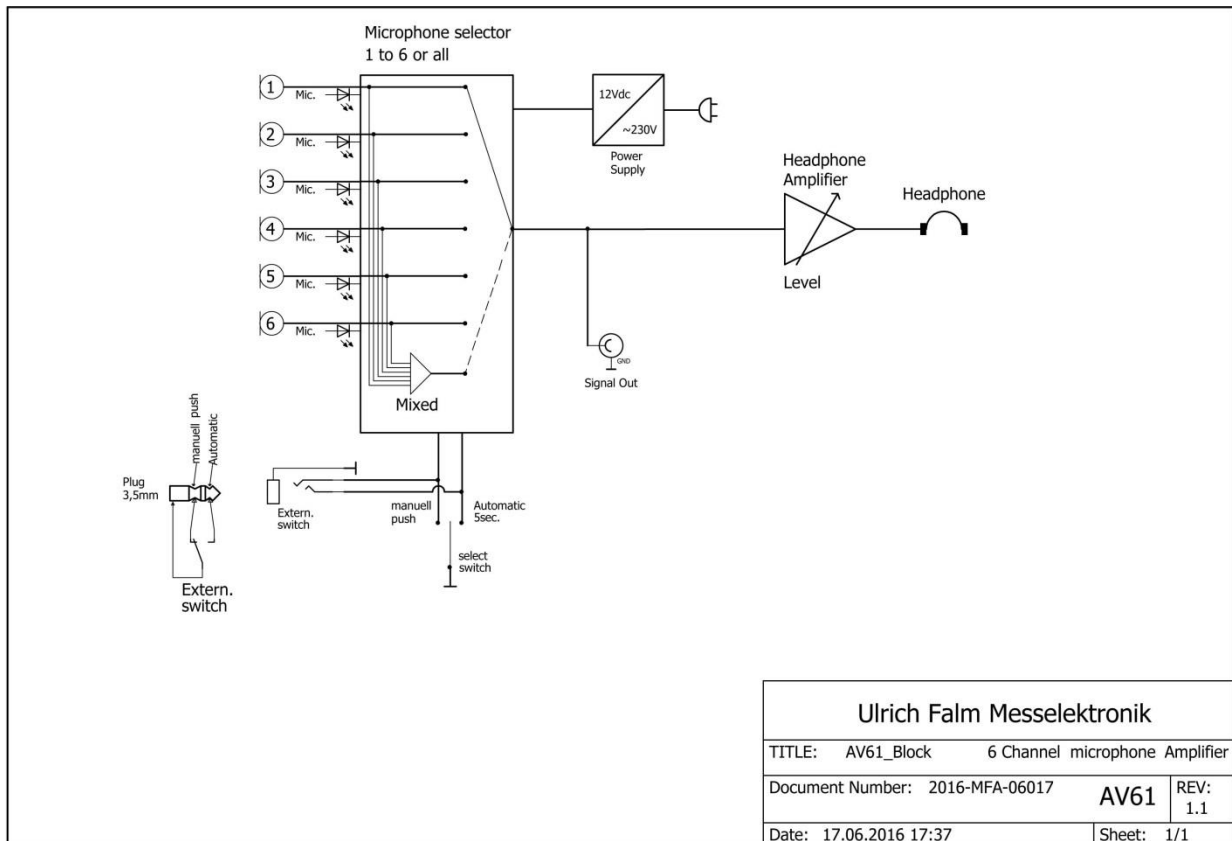 Microphone selector
1 to 6 or all
1
Mic.
2
Mic.
3
Mic.
4
Mic.
5
Mic.
6
Mic.
Mixed
12Vdc
~230V
Power
Supply
Headphone
Amplifier
Level
Headphone
GND
Signal Out
manuell push
Automatic
Plug
3,5mm
Extern.
switch
Extern.
switch
manuell
push
Automatic
5sec.
select
switch
Ulrich Falm Messelektronik
TITLE: AV61_Block 6 Channel microphone Amplifier
Document Number: 2016-MFA-06017
AV61
REV:
1.1
Date: 17.06.2016 17:37
Sheet: 1/1